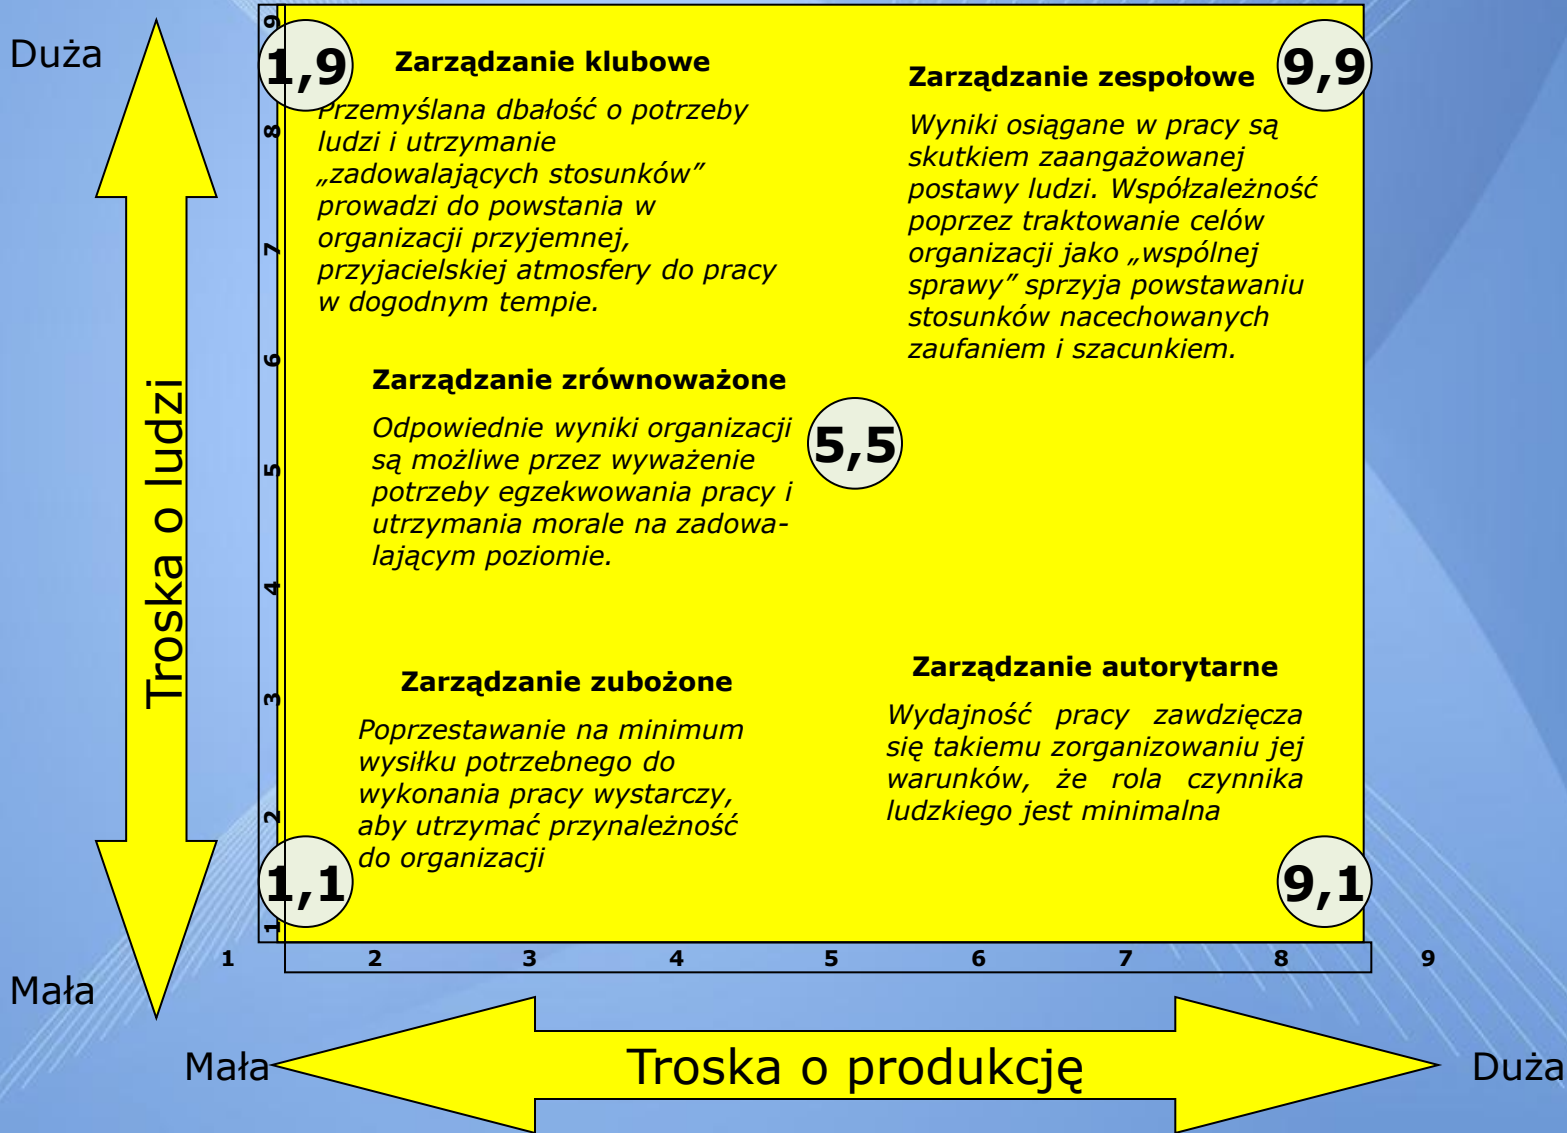 Duża
Troska o ludzi
Mała
9
8
7
6
5
4
3
2
1
1,9
Zarządzanie klubowe
Przemyślana dbałość o potrzeby
ludzi i utrzymanie
„zadowalających stosunków”
prowadzi do powstania w
organizacji przyjemnej,
przyjacielskiej atmosfery do pracy
w dogodnym tempie.
Zarządzanie zespołowe
9,9
Wyniki osiągane w pracy są
skutkiem zaangażowanej
postawy ludzi. Współzależność
poprzez traktowanie celów
organizacji jako „wspólnej
sprawy” sprzyja powstawaniu
stosunków nacechowanych
zaufaniem i szacunkiem.
Zarządzanie zrównoważone
Odpowiednie wyniki organizacji
są możliwe przez wyważenie
potrzeby egzekwowania pracy i
utrzymania morale na zadowa-
lającym poziomie.
5,5
Zarządzanie zubożone
Poprzestawanie na minimum
wysiłku potrzebnego do
wykonania pracy wystarczy,
aby utrzymać przynależność
do organizacji
1,1
Zarządzanie autorytarne
Wydajność pracy zawdzięcza
się takiemu zorganizowaniu jej
warunków, że rola czynnika
ludzkiego jest minimalna
9,1
1 2 3 4 5 6 7 8 9
Mała
Troska o produkcję
Duża